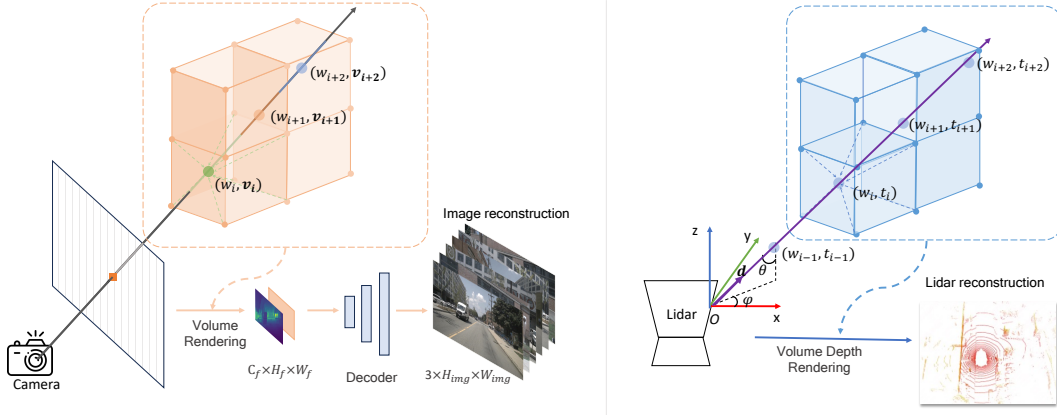 (w_{i+2}, v_{i+2})
(w_{i+1}, v_{i+1})
(w_i, v_i)
Image reconstruction
Volume
Rendering
C_f×H_f×W_f
Decoder
3×H_{img}×W_{img}
Camera
(w_{i+2}, t_{i+2})
(w_{i+1}, t_{i+1})
(w_i, t_i)
(w_{i-1}, t_{i-1})
z
y
d
θ
φ
x
O
Lidar
Lidar reconstruction
Volume Depth
Rendering